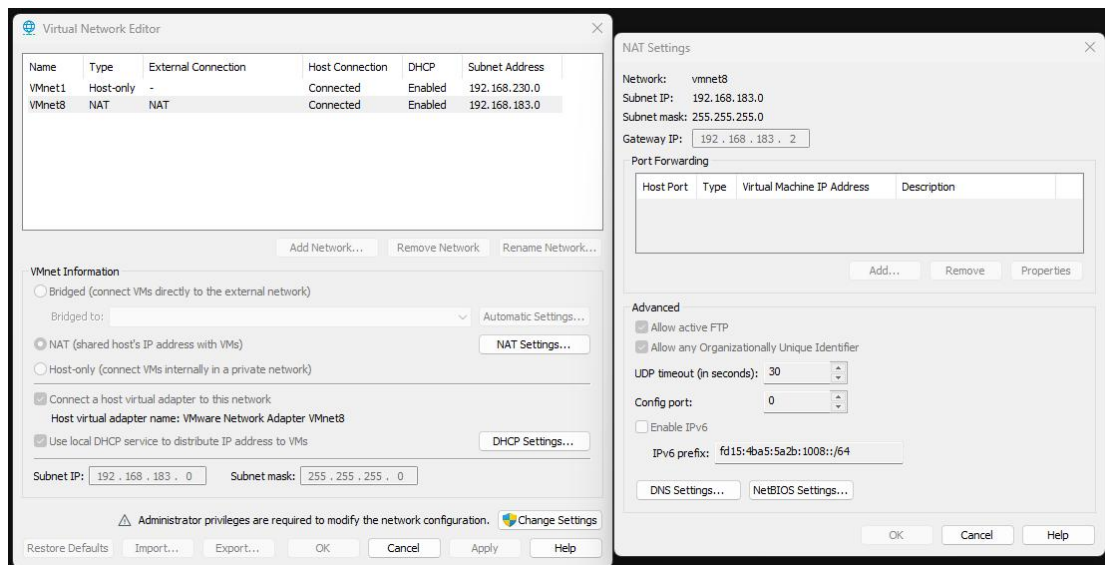 Virtual Network Editor
Name Type External Connection Host Connection DHCP Subnet Address
VMnet1 Host-only - Connected Enabled 192.168.230.0
VMnet8 NAT NAT Connected Enabled 192.168.183.0
Add Network... Remove Network Rename Network...
VMnet Information
Bridged (connect VMs directly to the external network)
Bridged to: Automatic Settings...
NAT (shared host's IP address with VMs) NAT Settings...
Host-only (connect VMs internally in a private network)
Connect a host virtual adapter to this network
Host virtual adapter name: VMware Network Adapter VMnet8
Use local DHCP service to distribute IP address to VMs DHCP Settings...
Subnet IP: 192 . 168 . 183 . 0 Subnet mask: 255 . 255 . 255 . 0
Administrator privileges are required to modify the network configuration. Change Settings
Restore Defaults Import... Export... OK Cancel Apply Help
NAT Settings
Network: vmnet8
Subnet IP: 192.168.183.0
Subnet mask: 255.255.255.0
Gateway IP: 192 . 168 . 183 . 2
Port Forwarding
Host Port Type Virtual Machine IP Address Description
Add... Remove Properties
Advanced
Allow active FTP
Allow any Organizationally Unique Identifier
UDP timeout (in seconds): 30
Config port: 0
Enable IPv6
IPv6 prefix: fd15:4ba5:5a2b:1008::/64
DNS Settings... NetBIOS Settings...
OK Cancel Help